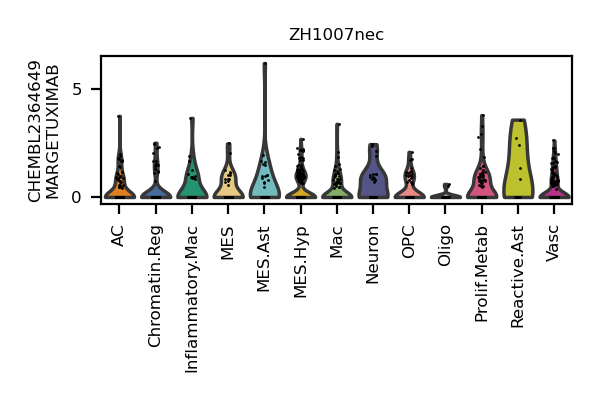 ZH1007nec
CHEMBL2364649
MARGETUXIMAB
5
0
AC
Chromatin.Reg
Inflammatory.Mac
MES
MES.Ast
MES.Hyp
Mac
Neuron
OPC
Oligo
Prolif.Metab
Reactive.Ast
Vasc